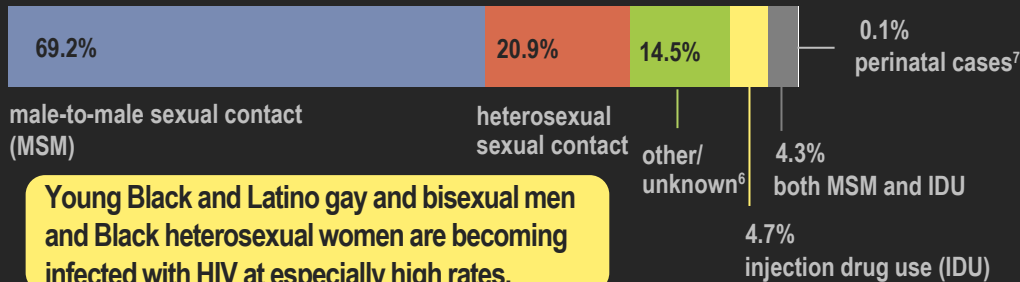 69.2%
20.9%
14.5%
0.1%
perinatal cases⁷
male-to-male sexual contact
(MSM)
heterosexual
sexual contact
other/
unknown⁶
4.3%
both MSM and IDU
4.7%
injection drug use (IDU)
Young Black and Latino gay and bisexual men
and Black heterosexual women are becoming
infected with HIV at especially high rates.